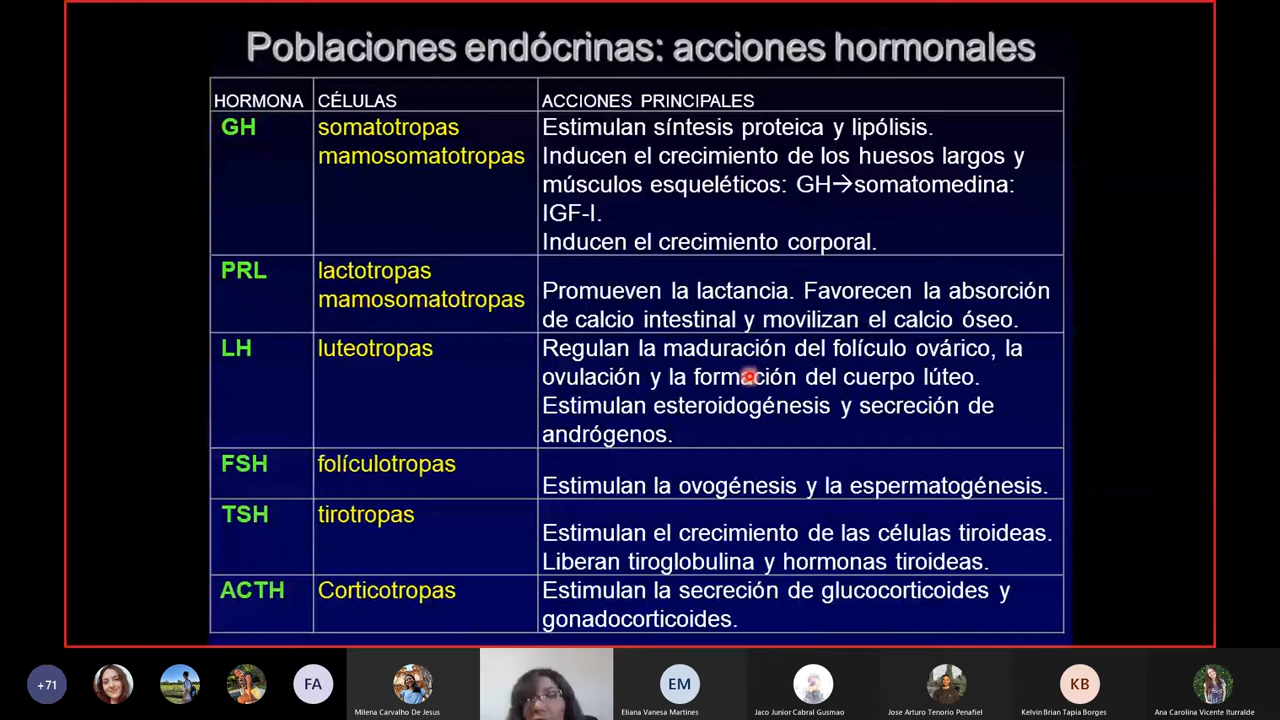 Poblaciones endócrinas: acciones hormonales
HORMONA CÉLULAS ACCIONES PRINCIPALES
GH somatotropas Estimulan síntesis proteica y lipólisis.
mamosomatotropas Inducen el crecimiento de los huesos largos y
músculos esqueléticos: GH→somatomedina:
IGF-I.
Inducen el crecimiento corporal.
PRL lactotropas
mamosomatotropas Promueven la lactancia. Favorecen la absorción
de calcio intestinal y movilizan el calcio óseo.
LH luteotropas Regulan la maduración del folículo ovárico, la
ovulación y la formación del cuerpo lúteo.
Estimulan esteroidogénesis y secreción de
andrógenos.
FSH folículotropas
Estimulan la ovogénesis y la espermatogénesis.
TSH tirotropas
Estimulan el crecimiento de las células tiroideas.
Liberan tiroglobulina y hormonas tiroideas.
ACTH Corticotropas Estimulan la secreción de glucocorticoides y
gonadocorticoides.
+71 FA EM KB
Milena Carvalho De Jesus Eliana Vanesa Martines Jaco Junior Cabral Gusmao Jose Arturo Tenorio Penafiel Kelvin Brian Tapia Borges Ana Carolina Vicente Iturralde